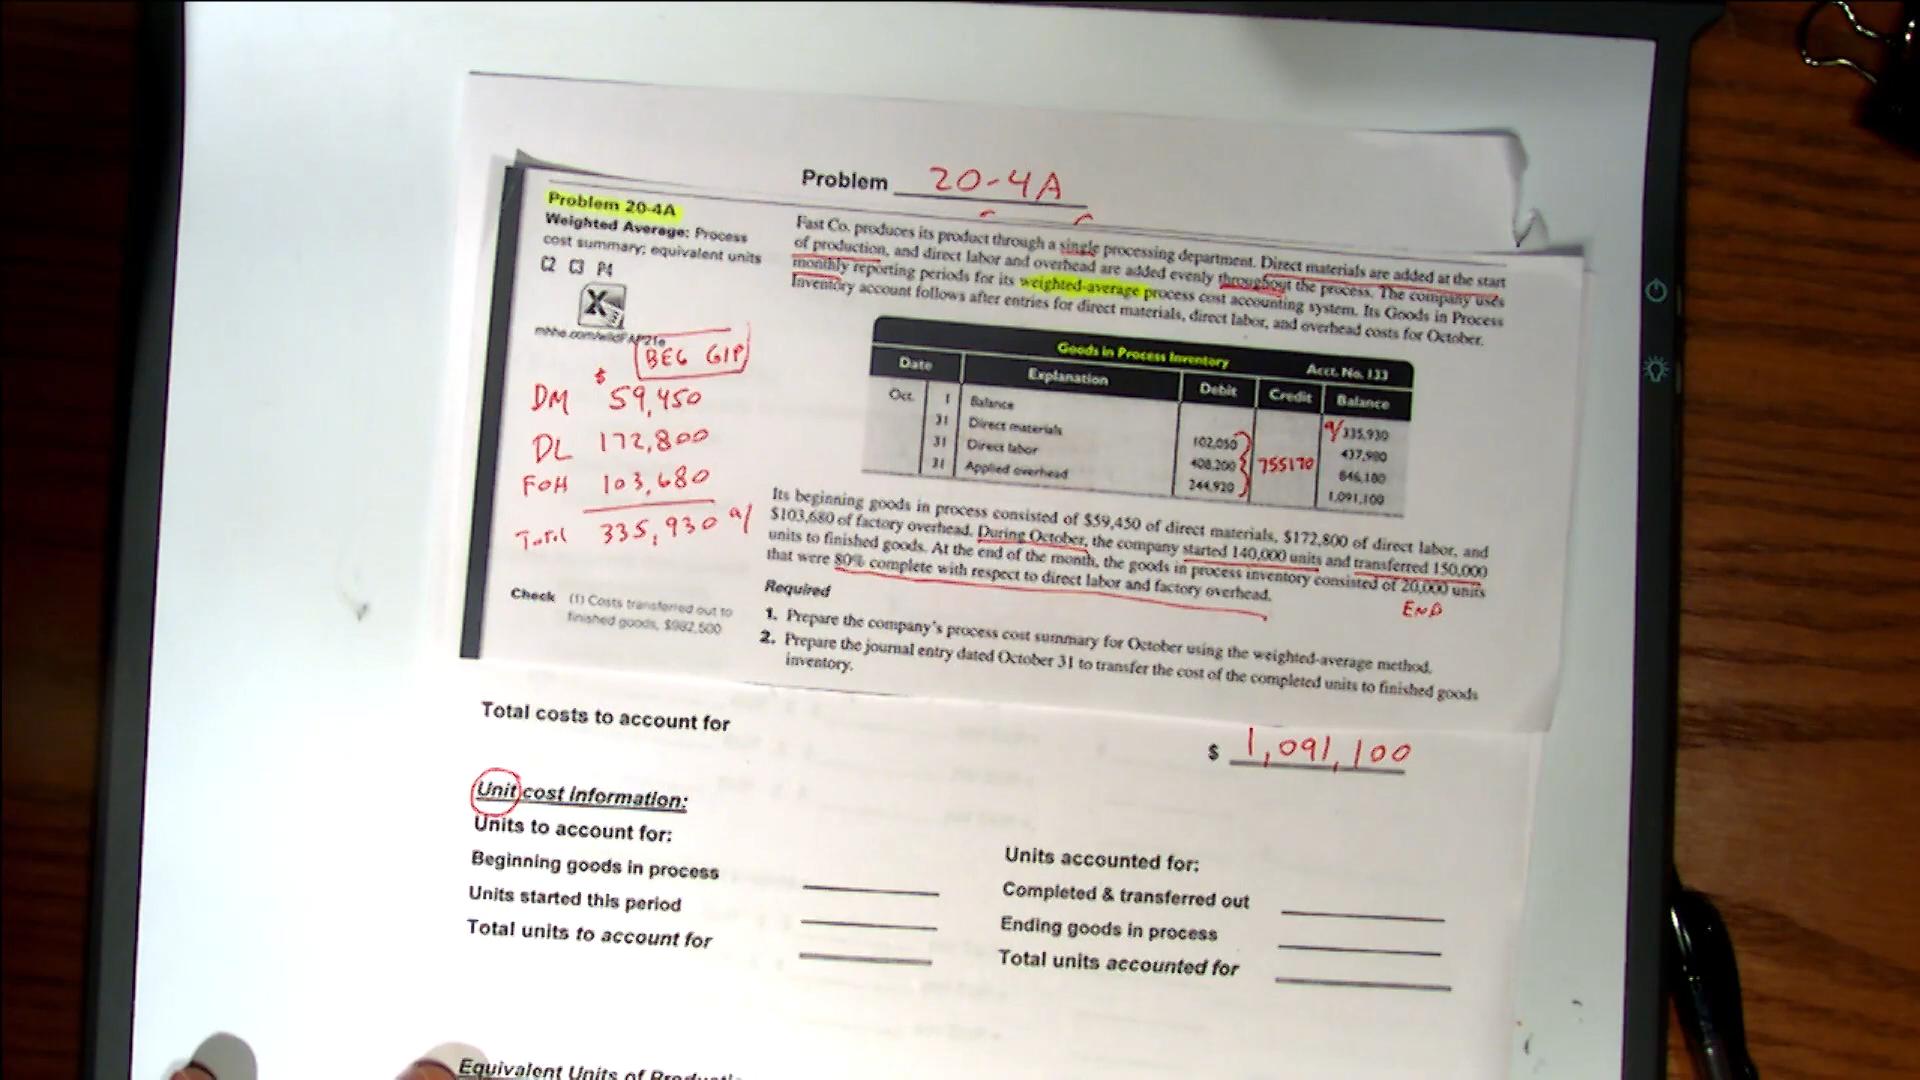 Problem 20-4A
Problem 20-4A
Weighted Average: Process
cost summary; equivalent units
C2 C3 P4
X
BEG GIP
DM $ 59,450
DL 172,800
FOH 103,680
Total 335,930 a/
Check (1) Costs transferred out to
finished goods, $982,500
Fast Co. produces its product through a single processing department. Direct materials are added at the start
of production, and direct labor and overhead are added evenly throughout the process. The company uses
monthly reporting periods for its weighted-average process cost accounting system. Its Goods in Process
Inventory account follows after entries for direct materials, direct labor, and overhead costs for October.
Goods in Process Inventory Acct. No. 133
Date Explanation Debit Credit Balance
Oct. 1 Balance a/ 335,930
31 Direct materials 102,050 437,980
31 Direct labor 408,200 755170 846,180
31 Applied overhead 244,920 1,091,100
Its beginning goods in process consisted of $59,450 of direct materials, $172,800 of direct labor, and
$103,680 of factory overhead. During October, the company started 140,000 units and transferred 150,000
units to finished goods. At the end of the month, the goods in process inventory consisted of 20,000 units
that were 80% complete with respect to direct labor and factory overhead.
END
Required
1. Prepare the company's process cost summary for October using the weighted-average method.
2. Prepare the journal entry dated October 31 to transfer the cost of the completed units to finished goods
inventory.
Total costs to account for $ 1,091,100
Unit cost information:
Units to account for:
Beginning goods in process
Units started this period
Total units to account for
Units accounted for:
Completed & transferred out
Ending goods in process
Total units accounted for
Equivalent Units of